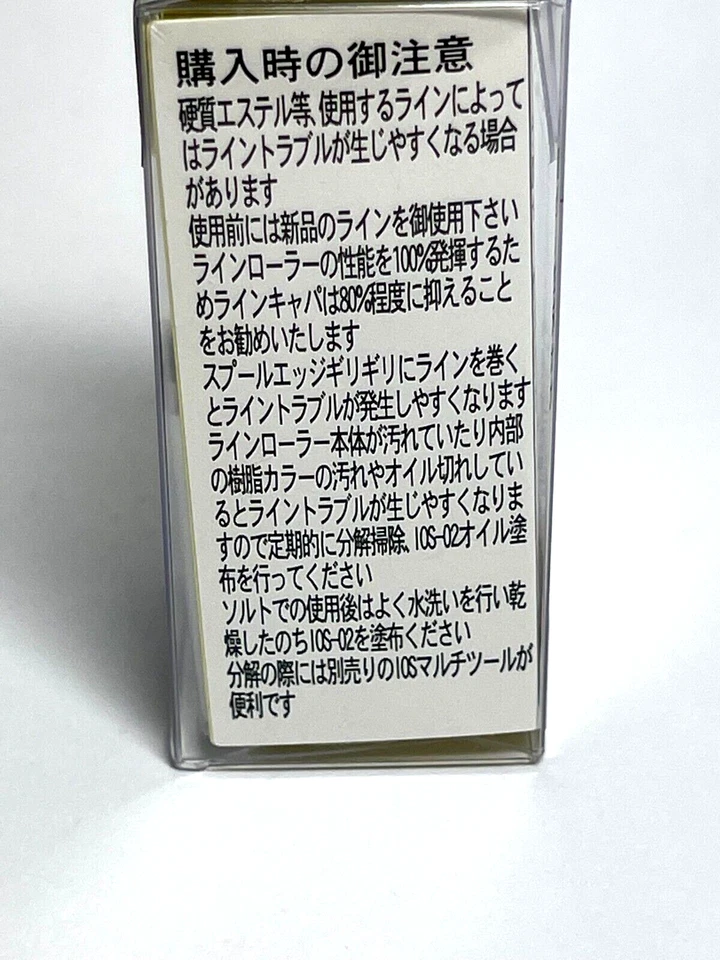 購入時の御注意
硬質エステル等、使用するラインによって
はライントラブルが生じやすくなる場合
があります
使用前には新品のラインを御使用下さい
ラインローラーの性能を100%発揮するた
めラインキャパは80%程度に抑えること
をお勧めいたします
スプールエッジギリギリにラインを巻く
とライントラブルが発生しやすくなります
ラインローラー本体が汚れていたり内部
の樹脂カラーの汚れやオイル切れしてい
るとライントラブルが生じやすくなりま
すので定期的に分解掃除、IOS-02オイル塗
布を行ってください
ソルトでの使用後はよく水洗いを行い乾
燥したのちIOS-02を塗布ください
分解の際には別売りのIOSマルチツールが
便利です